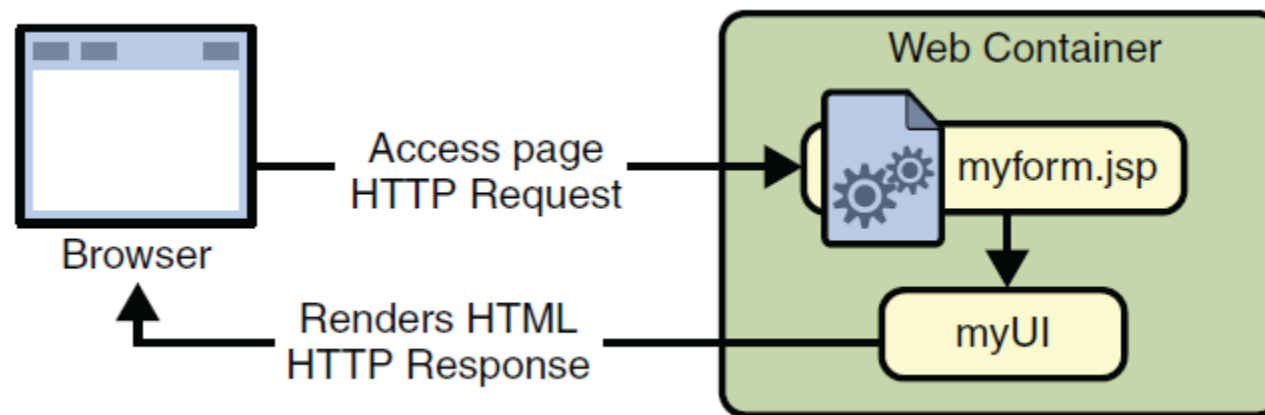 Web Container
Access page
HTTP Request
myform.jsp
Browser
Renders HTML
HTTP Response
myUI